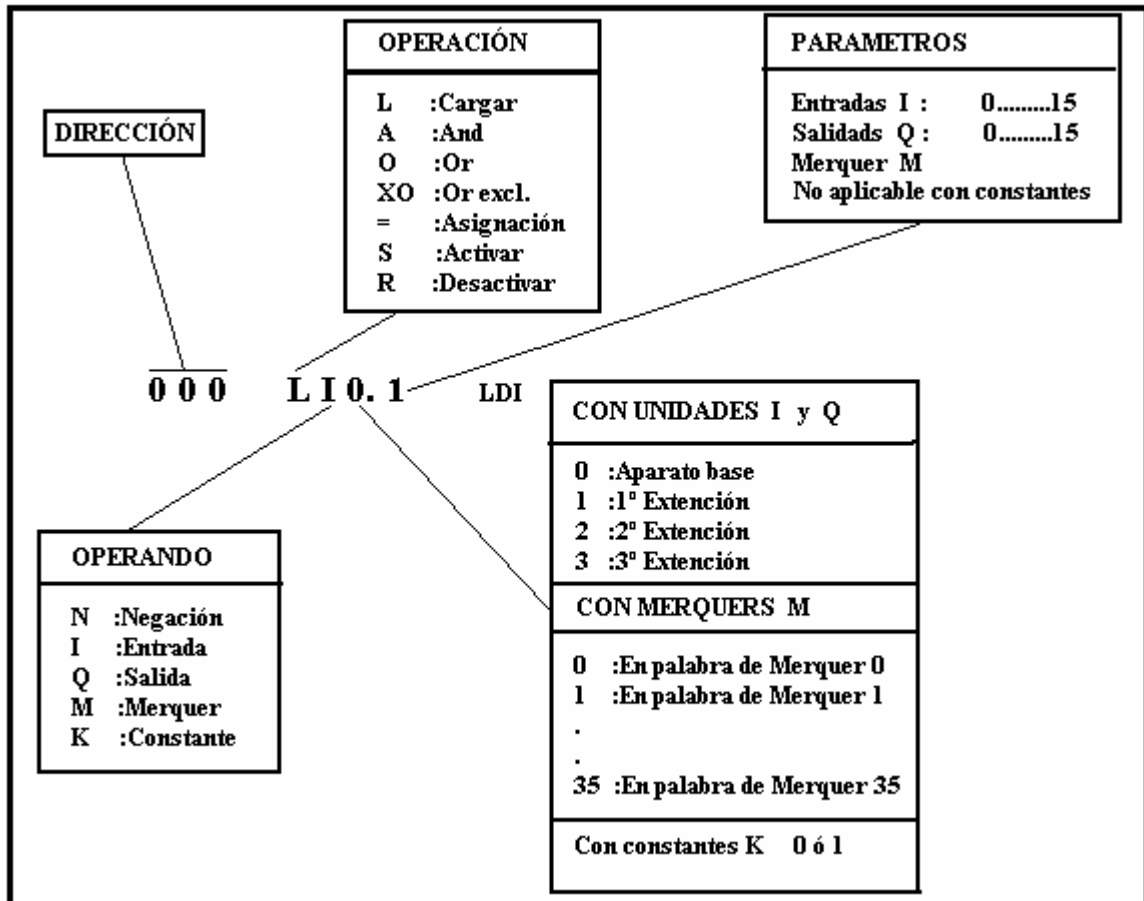 OPERACIÓN
L :Cargar
A :And
O :Or
XO :Or excl.
= :Asignación
S :Activar
R :Desactivar
PARAMETROS
Entradas I : 0.........15
Salidads Q : 0.........15
Merquer M
No aplicable con constantes
DIRECCIÓN
0 0 0 L I 0. 1 LDI
OPERANDO
N :Negación
I :Entrada
Q :Salida
M :Merquer
K :Constante
CON UNIDADES I y Q
0 :Aparato base
1 :1º Extención
2 :2º Extención
3 :3º Extención
CON MERQUERS M
0 :En palabra de Merquer 0
1 :En palabra de Merquer 1
.
.
35 :En palabra de Merquer 35
Con constantes K 0 ó 1